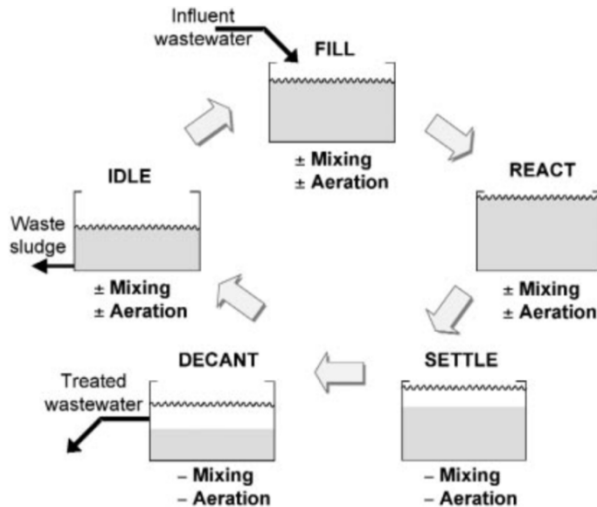 Influent
wastewater
FILL
± Mixing
± Aeration
REACT
± Mixing
± Aeration
SETTLE
– Mixing
– Aeration
DECANT
Treated
wastewater
– Mixing
– Aeration
IDLE
Waste
sludge
± Mixing
± Aeration